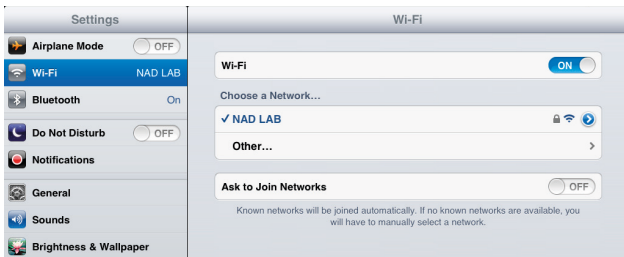 Settings
Airplane Mode OFF
Wi-Fi NAD LAB
Bluetooth On
Do Not Disturb OFF
Notifications
General
Sounds
Brightness & Wallpaper
Wi-Fi
Wi-Fi ON
Choose a Network...
✓ NAD LAB
Other...
Ask to Join Networks OFF
Known networks will be joined automatically. If no known networks are available, you
will have to manually select a network.